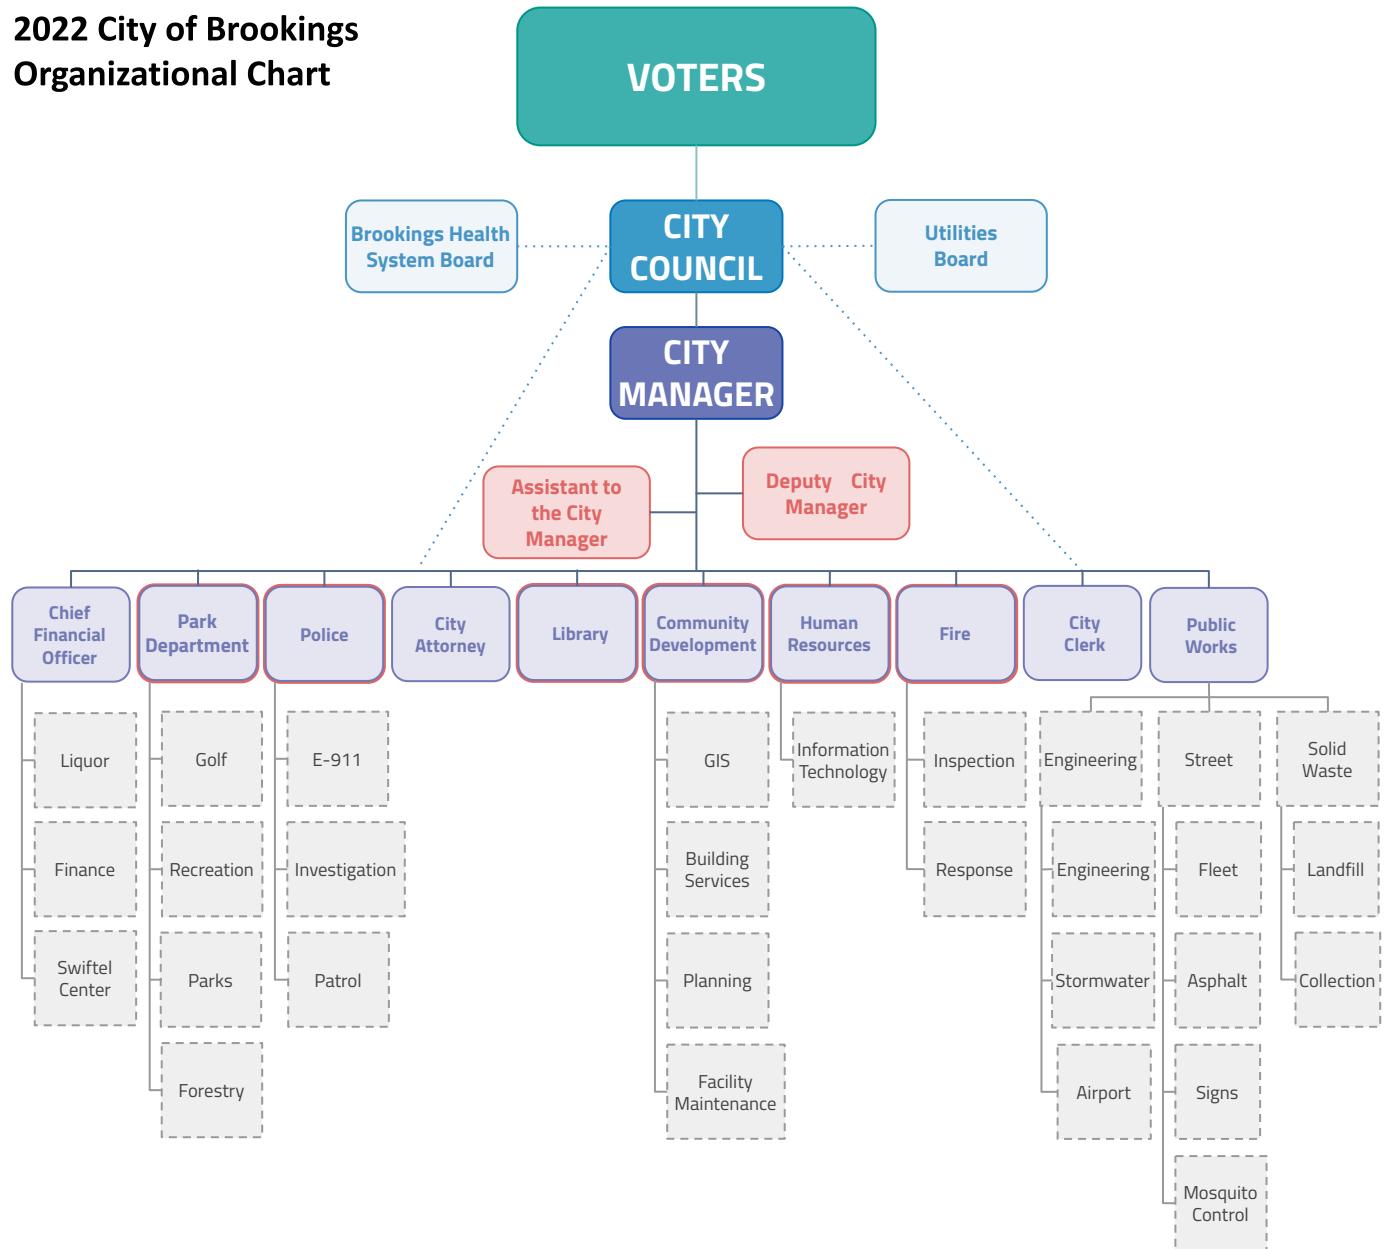 2022 City of Brookings
Organizational Chart
VOTERS
Brookings Health
System Board
CITY
COUNCIL
Utilities
Board
CITY
MANAGER
Assistant to
the City
Manager
Deputy City
Manager
Chief
Financial
Officer
Park
Department
Police
City
Attorney
Library
Community
Development
Human
Resources
Fire
City
Clerk
Public
Works
Liquor
Golf
E-911
GIS
Information
Technology
Inspection
Engineering
Street
Solid
Waste
Finance
Recreation
Investigation
Building
Services
Response
Engineering
Fleet
Landfill
Swiftel
Center
Parks
Patrol
Planning
Stormwater
Asphalt
Collection
Forestry
Facility
Maintenance
Airport
Signs
Mosquito
Control